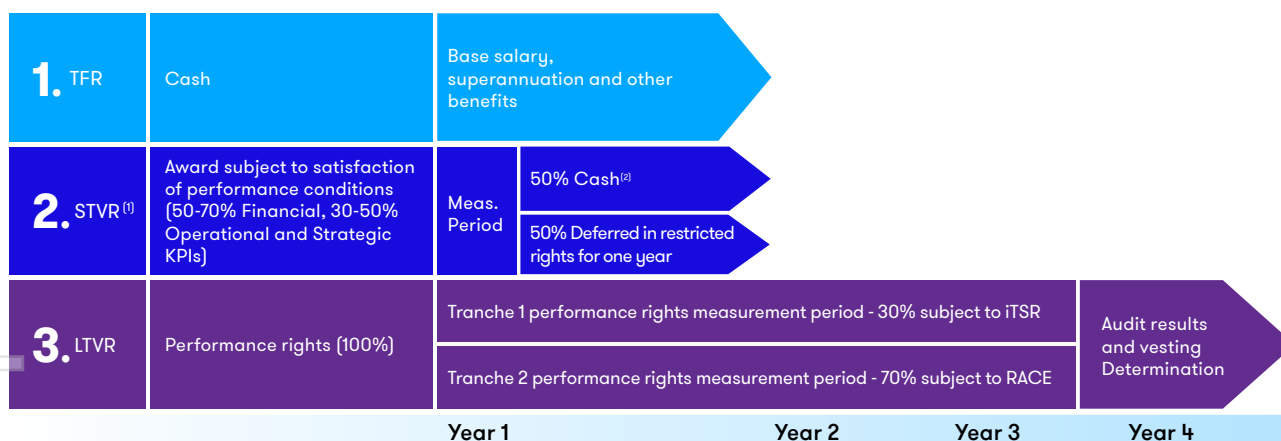 1. TFR
Cash
Base salary,
superannuation and other
benefits
2. STVR(1)
Award subject to satisfaction
of performance conditions
(50-70% Financial, 30-50%
Operational and Strategic
KPIs)
Meas.
Period
50% Cash(2)
50% Deferred in restricted
rights for one year
3. LTVR
Performance rights (100%)
Tranche 1 performance rights measurement period - 30% subject to iTSR
Tranche 2 performance rights measurement period - 70% subject to RACE
Audit results
and vesting
Determination
Year 1 Year 2 Year 3 Year 4